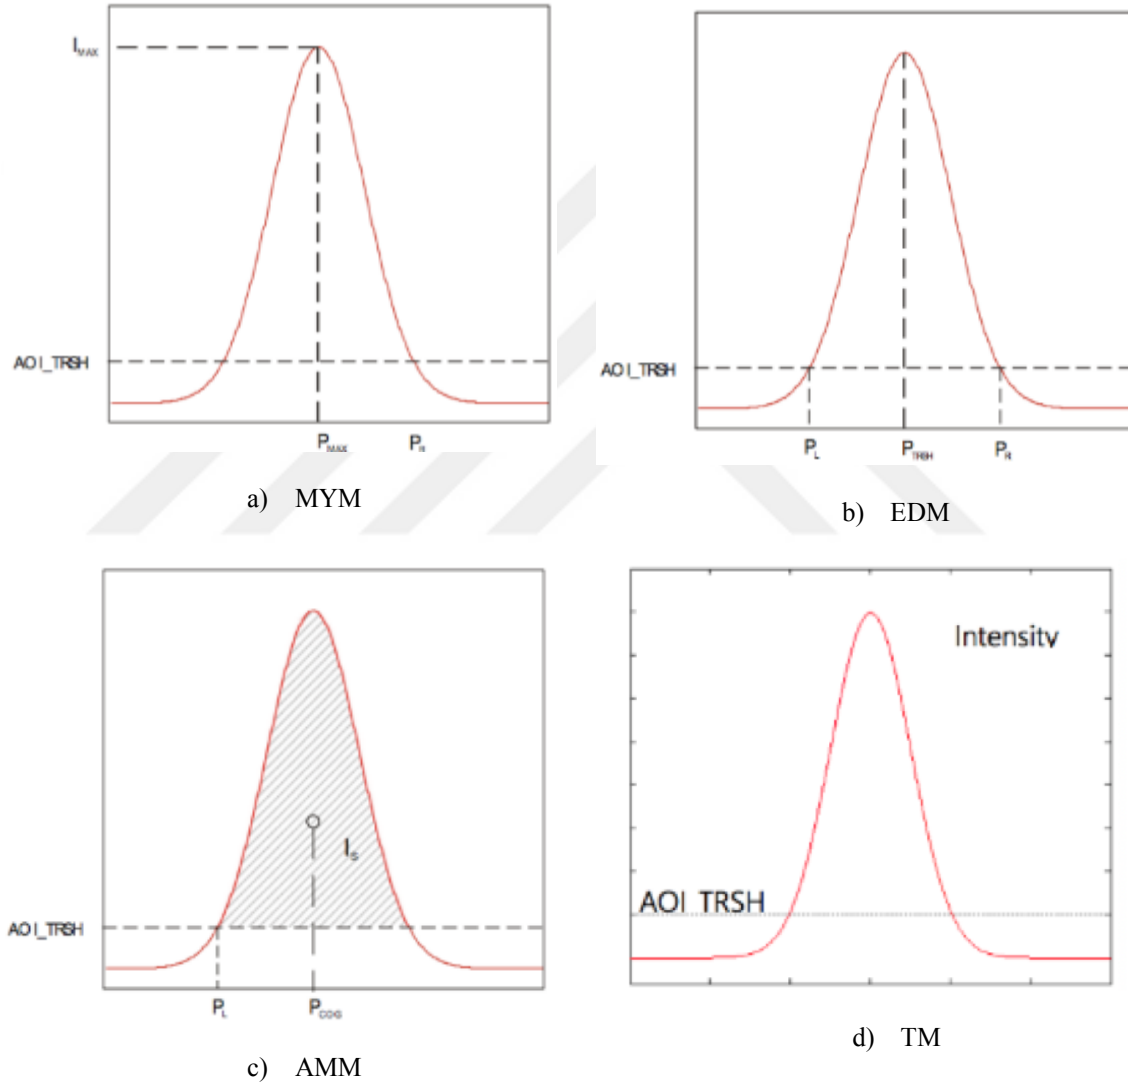 I_MAX
AOI_TRSH
P_MAX P_R
a) MYM
AOI_TRSH
P_L P_TRSH P_R
b) EDM
I_S
AOI_TRSH
P_L P_COG
c) AMM
Intensity
AOI TRSH
d) TM